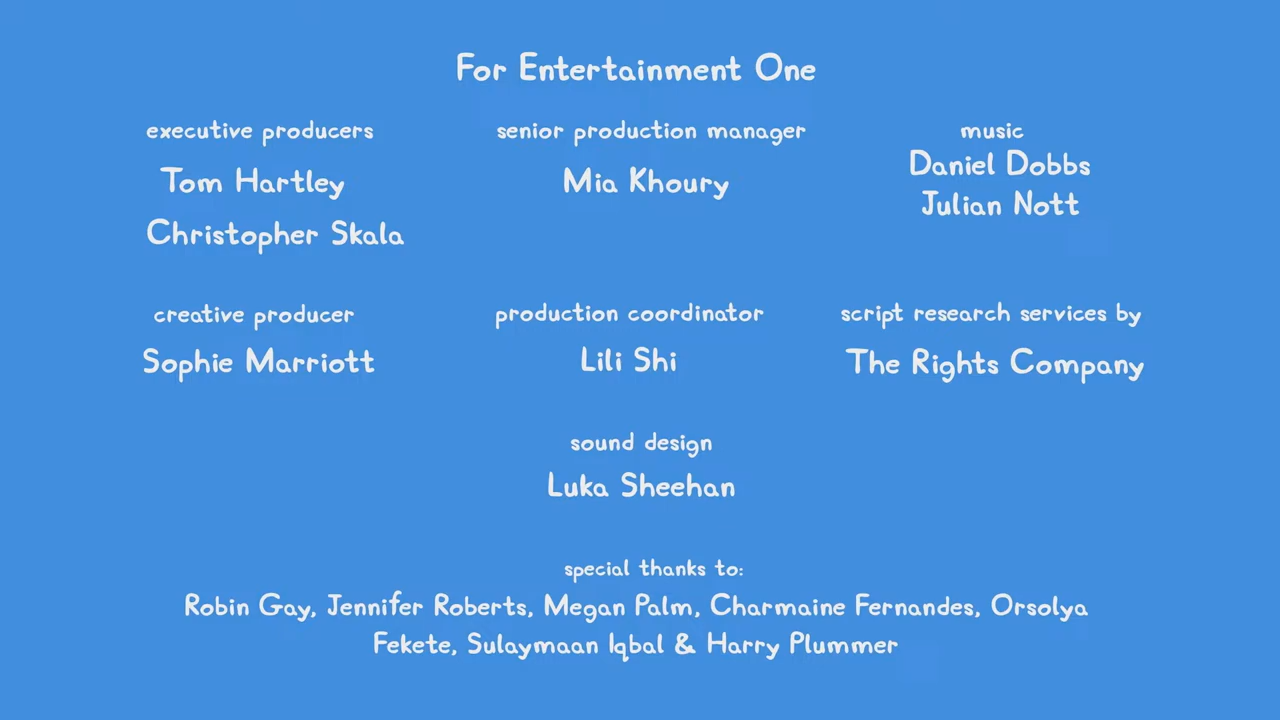 For Entertainment One
executive producers
Tom Hartley
Christopher Skala
senior production manager
Mia Khoury
music
Daniel Dobbs
Julian Nott
creative producer
Sophie Marriott
production coordinator
Lili Shi
script research services by
The Rights Company
sound design
Luka Sheehan
special thanks to:
Robin Gay, Jennifer Roberts, Megan Palm, Charmaine Fernandes, Orsolya
Fekete, Sulaymaan Iqbal & Harry Plummer